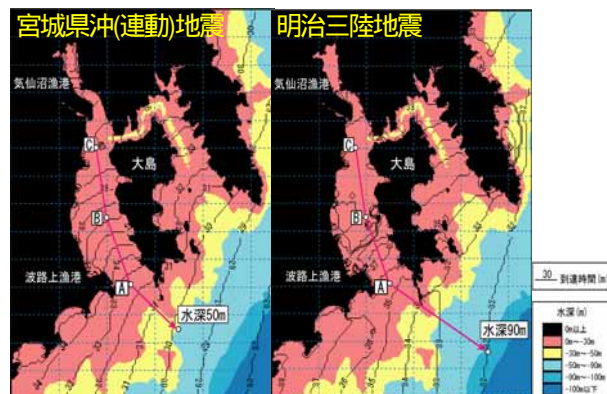 宮城県沖(連動)地震
気仙沼漁港
C
大島
B
波路上漁港
A
水深50m
明治三陸地震
気仙沼漁港
C
大島
B
波路上漁港
A
水深90m
30 到達時間(m)
水深(m)
0m以上
0m～-30m
-30m～-50m
-50m～-90m
-90m～-100m
-100m以下